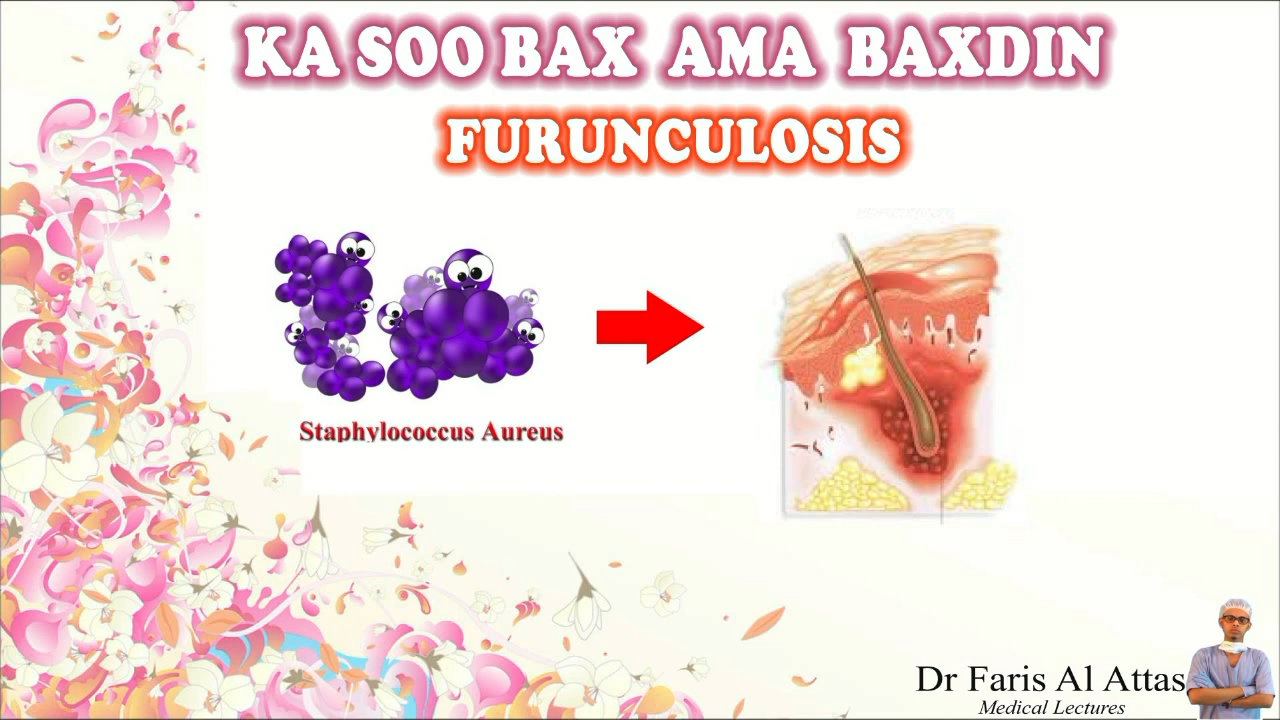 KA SOO BAX AMA BAXDIN
FURUNCULOSIS
Staphylococcus Aureus
Dr Faris Al Attas
Medical Lectures